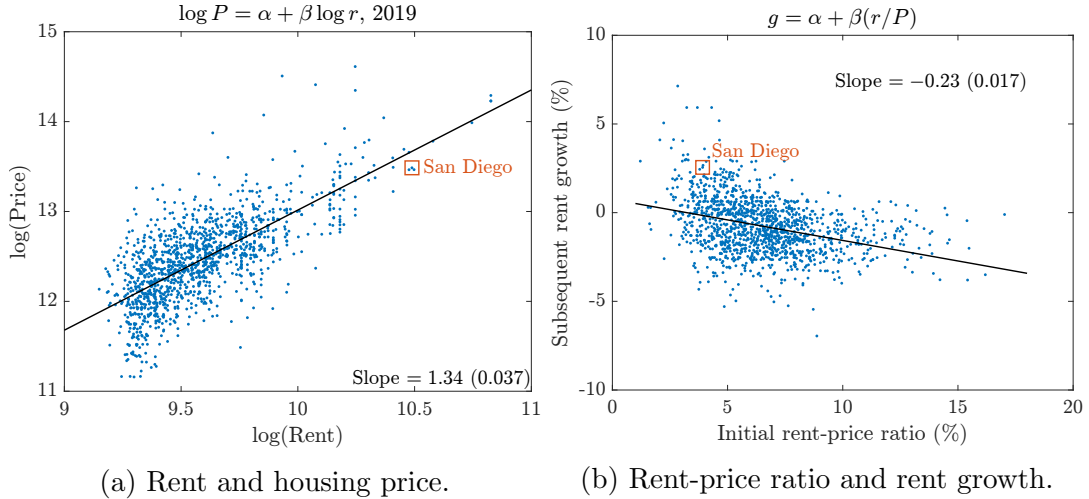 log P = α + β log r, 2019
15
14
13
12
11
log(Price)
San Diego
Slope = 1.34 (0.037)
9
9.5
10
10.5
11
log(Rent)
(a) Rent and housing price.
g = α + β(r/P)
10
5
0
-5
-10
Subsequent rent growth (%)
Slope = −0.23 (0.017)
San Diego
0
5
10
15
20
Initial rent-price ratio (%)
(b) Rent-price ratio and rent growth.